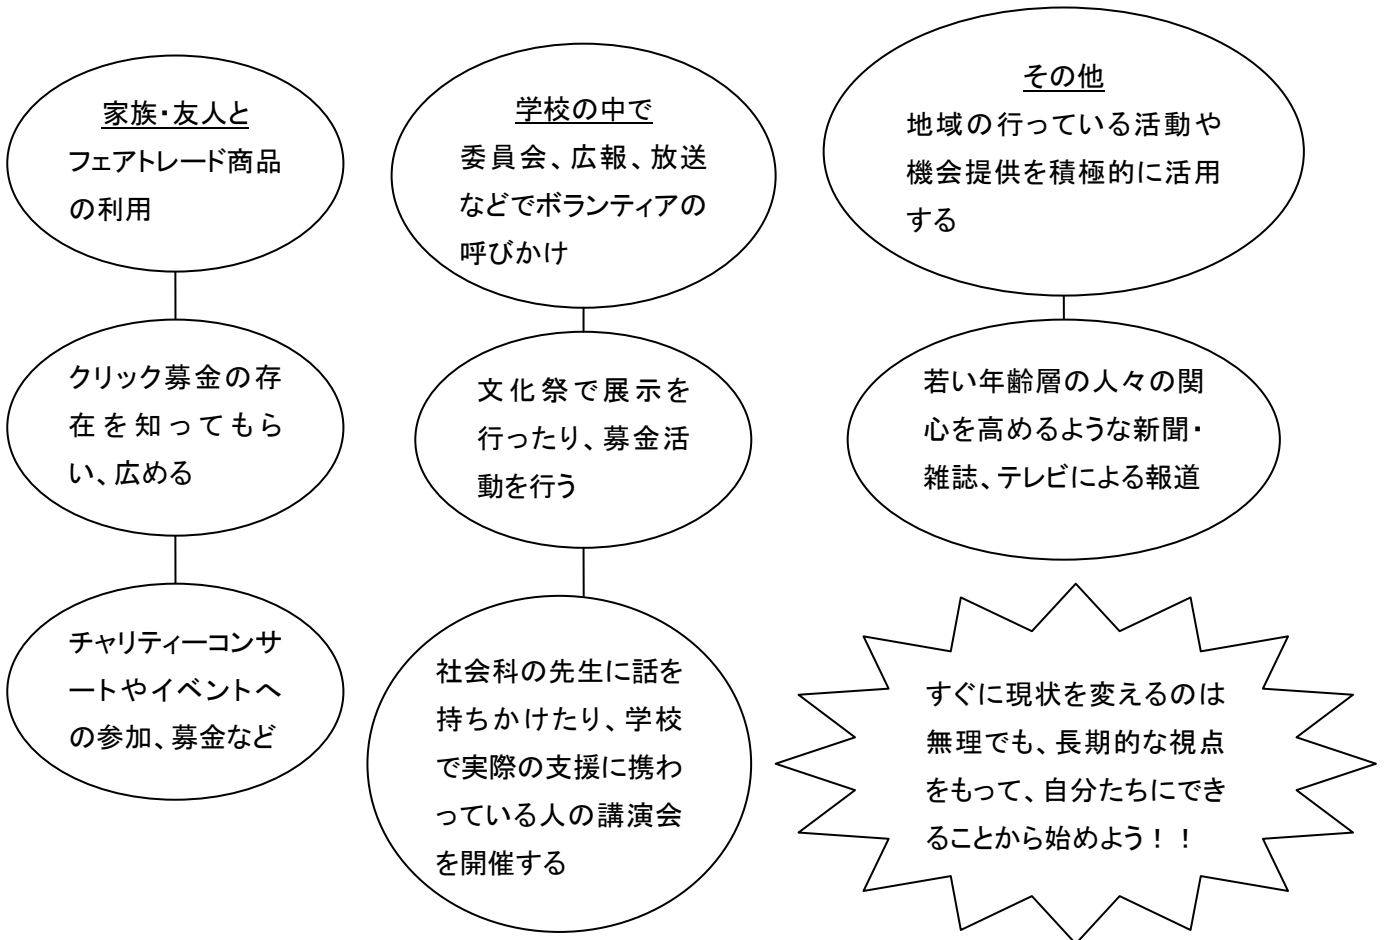 家族・友人と
フェアトレード商品
の利用
クリック募金の存
在を知ってもら
い、広める
チャリティーコンサ
ートやイベントへ
の参加、募金など
学校の中で
委員会、広報、放送
などでボランティアの
呼びかけ
文化祭で展示を
行ったり、募金活
動を行う
社会科の先生に話を
持ちかけたり、学校
で実際の支援に携わ
っている人の講演会
を開催する
その他
地域の行っている活動や
機会提供を積極的に活用
する
若い年齢層の人々の関
心を高めるような新聞・
雑誌、テレビによる報道
すぐに現状を変えるのは
無理でも、長期的な視点
をもって、自分たちにでき
ることから始めよう！！